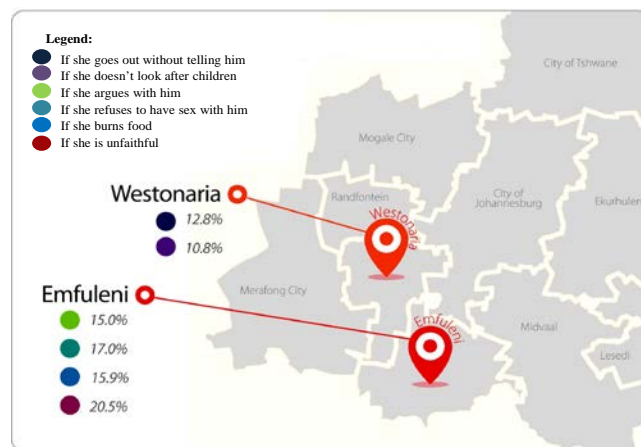 Legend:
If she goes out without telling him
If she doesn't look after children
If she argues with him
If she refuses to have sex with him
If she burns food
If she is unfaithful
City of Tshwane
Mogale City
Westonaria
12.8%
10.8%
Randfontein
City of
Johannesburg
Ekurhulen
Westonaria
Merafong City
Emfuleni
15.0%
17.0%
15.9%
20.5%
Emfuleni
Midvaal
Lesedi